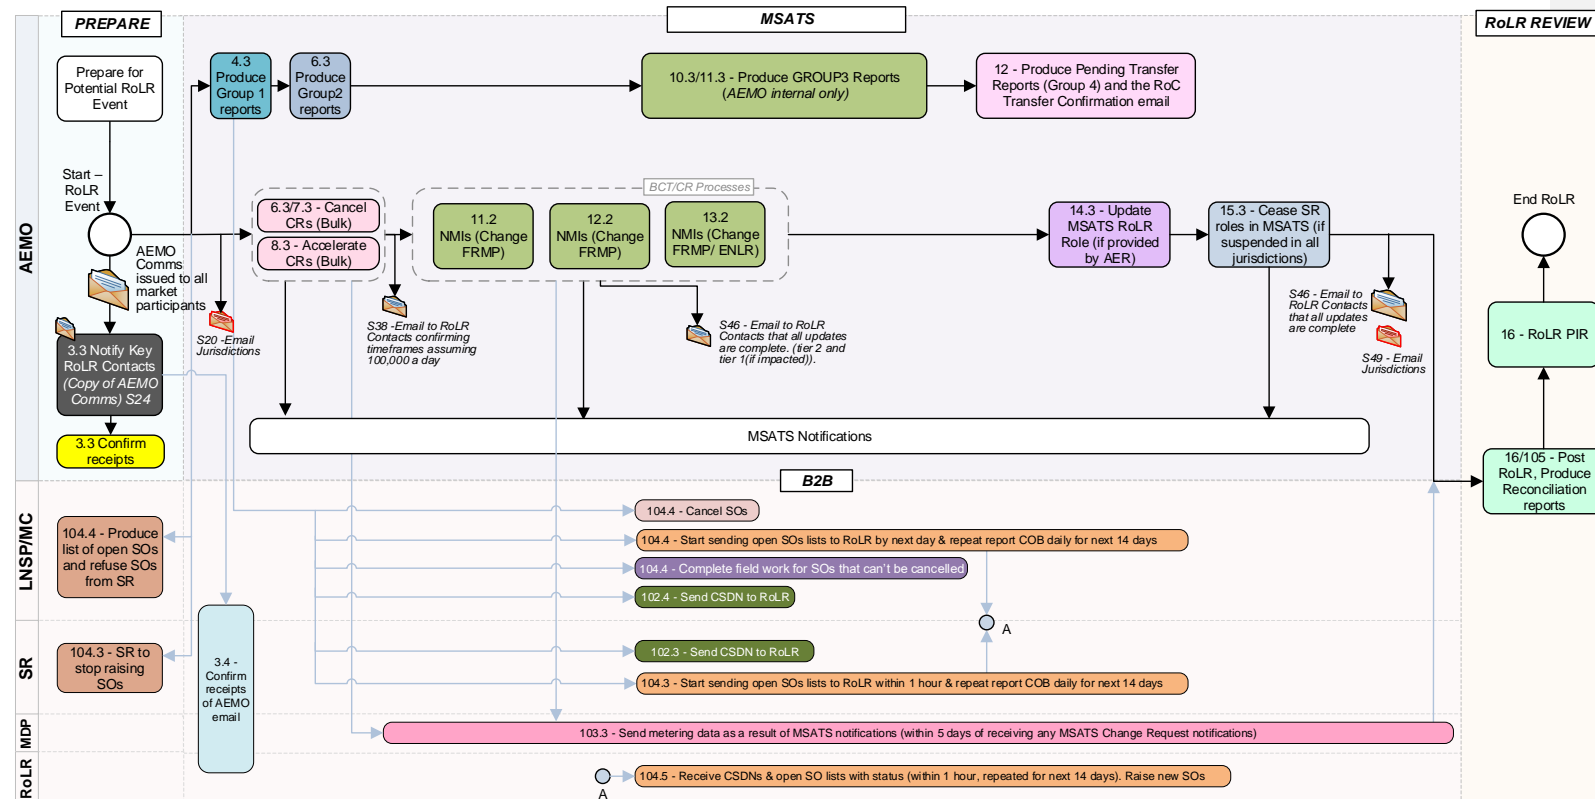 PREPARE
MSATS
RoLR REVIEW
AEMO
LNSP/MC
SR
MDP
RoLR
Prepare for
Potential RoLR
Event
Start –
RoLR
Event
AEMO
Comms
issued to all
market
participants
S20 -Email
Jurisdictions
3.3 Notify Key
RoLR Contacts
(Copy of AEMO
Comms) S24
3.3 Confirm
receipts
4.3
Produce
Group 1
reports
6.3
Produce
Group2
reports
10.3/11.3 - Produce GROUP3 Reports
(AEMO internal only)
12 - Produce Pending Transfer
Reports (Group 4) and the RoC
Transfer Confirmation email
6.3/7.3 - Cancel
CRs (Bulk)
8.3 - Accelerate
CRs (Bulk)
BCT/CR Processes
11.2
NMIs (Change
FRMP)
12.2
NMIs (Change
FRMP)
13.2
NMIs (Change
FRMP/ ENLR)
14.3 - Update
MSATS RoLR
Role (if provided
by AER)
15.3 - Cease SR
roles in MSATS (if
suspended in all
jurisdictions)
S38 -Email to RoLR
Contacts confirming
timeframes assuming
100,000 a day
S46 - Email to RoLR
Contacts that all updates
are complete. (tier 2 and
tier 1(if impacted)).
S46 - Email to
RoLR Contacts
that all updates
are complete
S49 - Email
Jurisdictions
MSATS Notifications
End RoLR
16 - RoLR PIR
16/105 - Post
RoLR, Produce
Reconciliation
reports
B2B
104.4 - Produce
list of open SOs
and refuse SOs
from SR
104.3 - SR to
stop raising
SOs
3.4 -
Confirm
receipts
of AEMO
email
104.4 - Cancel SOs
104.4 - Start sending open SOs lists to RoLR by next day & repeat report COB daily for next 14 days
104.4 - Complete field work for SOs that can't be cancelled
102.4 - Send CSDN to RoLR
A
102.3 - Send CSDN to RoLR
104.3 - Start sending open SOs lists to RoLR within 1 hour & repeat report COB daily for next 14 days
103.3 - Send metering data as a result of MSATS notifications (within 5 days of receiving any MSATS Change Request notifications)
104.5 - Receive CSDNs & open SO lists with status (within 1 hour, repeated for next 14 days). Raise new SOs
A